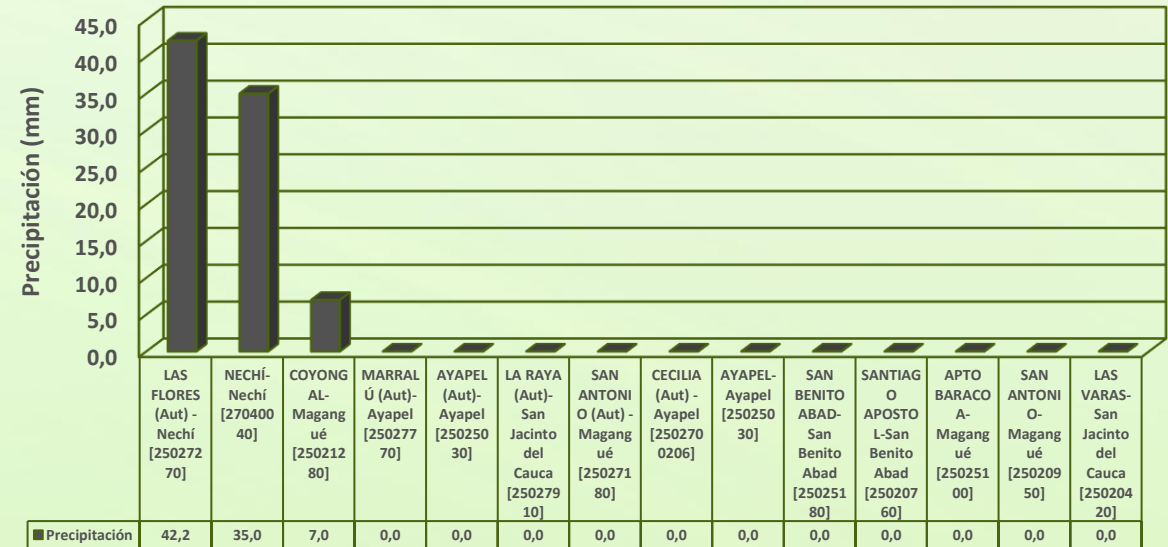 Precipitación (mm)
45,0
40,0
35,0
30,0
25,0
20,0
15,0
10,0
5,0
0,0
LAS
FLORES
(Aut) -
Nechí
[250272
70]
NECHÍ-
Nechí
[270400
40]
COYONG
AL-
Magang
ué
[250212
80]
MARRAL
Ú (Aut)-
Ayapel
[250277
70]
AYAPEL
(Aut)-
Ayapel
[250250
30]
LA RAYA
(Aut)-
San
Jacinto
del
Cauca
[250279
10]
SAN
ANTONI
O (Aut) -
Magang
ué
[250271
80]
CECILIA
(Aut) -
Ayapel
[250270
0206]
AYAPEL-
Ayapel
[250250
30]
SAN
BENITO
ABAD-
San
Benito
Abad
[250251
80]
SANTIAG
O
APOSTO
L-San
Benito
Abad
[250207
60]
APTO
BARACO
A-
Magang
ué
[250251
00]
SAN
ANTONI
O-
Magang
ué
[250209
50]
LAS
VARAS-
San
Jacinto
del
Cauca
[250204
20]
Precipitación 42,2 35,0 7,0 0,0 0,0 0,0 0,0 0,0 0,0 0,0 0,0 0,0 0,0 0,0